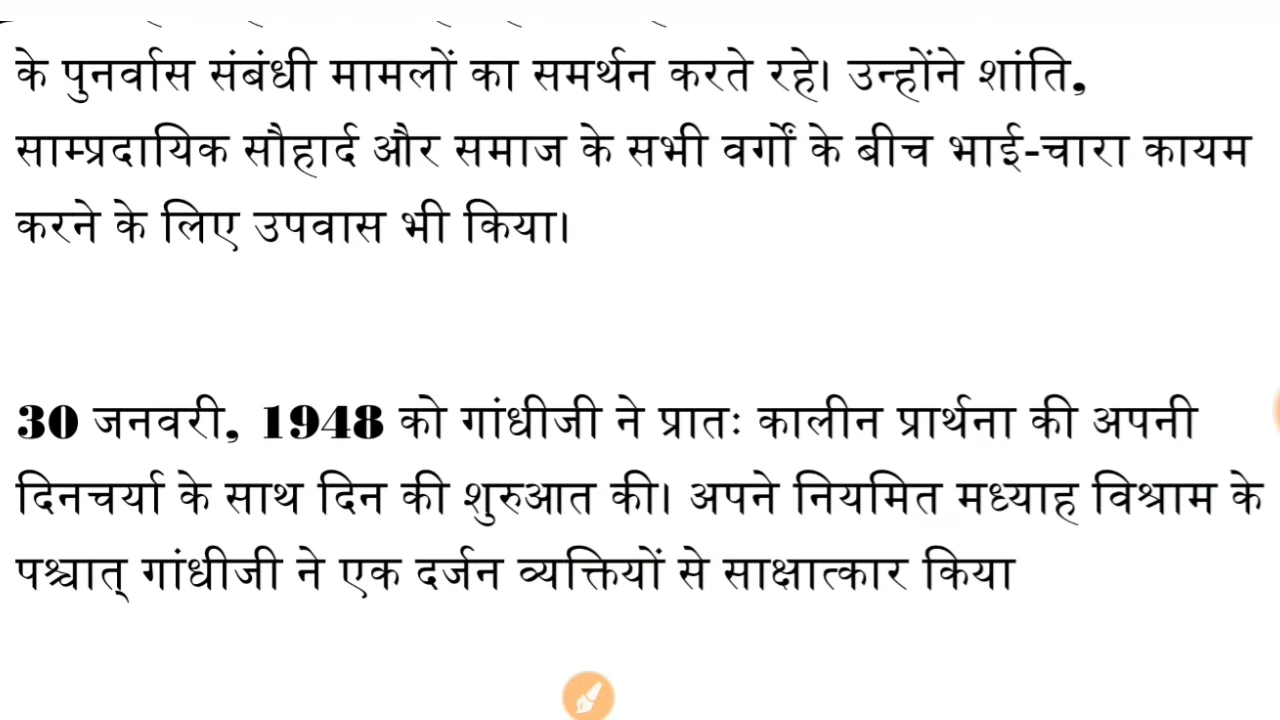 के पुनर्वास संबंधी मामलों का समर्थन करते रहे। उन्होंने शांति,
साम्प्रदायिक सौहार्द और समाज के सभी वर्गों के बीच भाई-चारा कायम
करने के लिए उपवास भी किया।
30 जनवरी, 1948 को गांधीजी ने प्रातः कालीन प्रार्थना की अपनी
दिनचर्या के साथ दिन की शुरुआत की। अपने नियमित मध्याह विश्राम के
पश्चात् गांधीजी ने एक दर्जन व्यक्तियों से साक्षात्कार किया